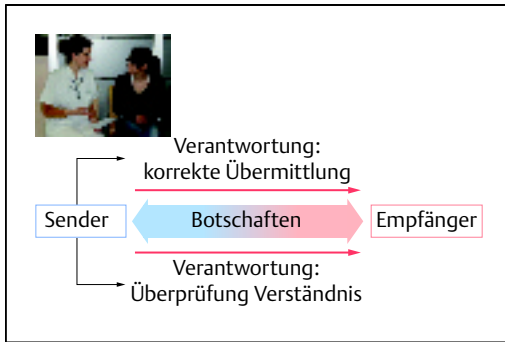 Verantwortung:
korrekte Übermittlung
Sender
Botschaften
Empfänger
Verantwortung:
Überprüfung Verständnis